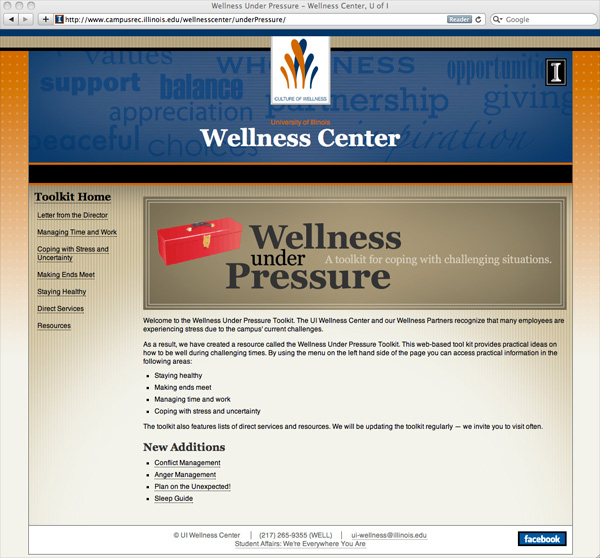 Wellness Under Pressure – Wellness Center, U of I
http://www.campusrec.illinois.edu/wellnesscenter/underPressure/
Reader
Google
values
WHOLENESS
opportuniti
support
balance
partnership
giving
appreciation
peaceful
choices
inspiration
CULTURE OF WELLNESS
I
University of Illinois
Wellness Center
Toolkit Home
Letter from the Director
Managing Time and Work
Coping with Stress and
Uncertainty
Making Ends Meet
Staying Healthy
Direct Services
Resources
Wellness
under
Pressure
A toolkit for coping with challenging situations.
Welcome to the Wellness Under Pressure Toolkit. The UI Wellness Center and our Wellness Partners recognize that many employees are
experiencing stress due to the campus' current challenges.
As a result, we have created a resource called the Wellness Under Pressure Toolkit. This web-based tool kit provides practical ideas on
how to be well during challenging times. By using the menu on the left hand side of the page you can access practical information in the
following areas:
Staying healthy
Making ends meet
Managing time and work
Coping with stress and uncertainty
The toolkit also features lists of direct services and resources. We will be updating the toolkit regularly — we invite you to visit often.
New Additions
Conflict Management
Anger Management
Plan on the Unexpected!
Sleep Guide
© UI Wellness Center | (217) 265-9355 (WELL) | ui-wellness@illinois.edu
Student Affairs: We're Everywhere You Are
facebook